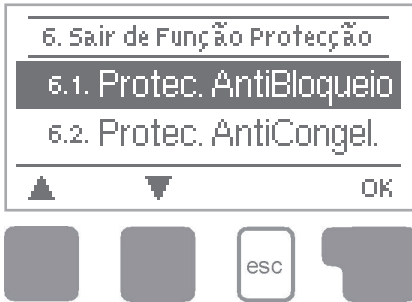 6. Sair de Função Protecção
6.1. Protec. AntiBloqueio
6.2. Protec. AntiCongel.
OK
esc